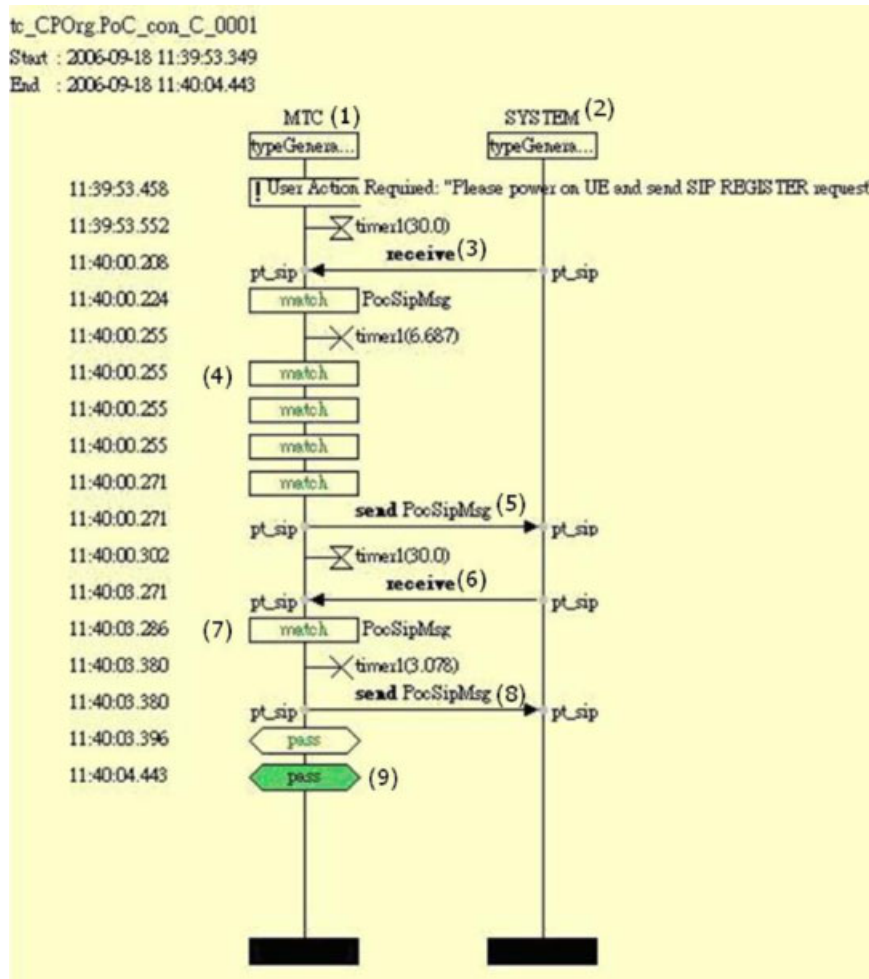 tc_CPOrg.PoC_con_C_0001
Start : 2006-09-18 11:39:53.349
End : 2006-09-18 11:40:04.443
MTC (1) SYSTEM (2)
typeGenera... typeGenera...
11:39:53.458 ! User Action Required: "Please power on UE and send SIP REGISTER request
11:39:53.552 timer1(30.0)
11:40:00.208 pt_sip receive (3) pt_sip
11:40:00.224 match PocSipMsg
11:40:00.255 timer1(6.687)
11:40:00.255 (4) match
11:40:00.255 match
11:40:00.255 match
11:40:00.271 match
11:40:00.271 pt_sip send PocSipMsg (5) pt_sip
11:40:00.302 timer1(30.0)
11:40:03.271 pt_sip receive (6) pt_sip
11:40:03.286 (7) match PocSipMsg
11:40:03.380 timer1(3.078)
11:40:03.380 pt_sip send PocSipMsg (8) pt_sip
11:40:03.396 pass
11:40:04.443 pass (9)